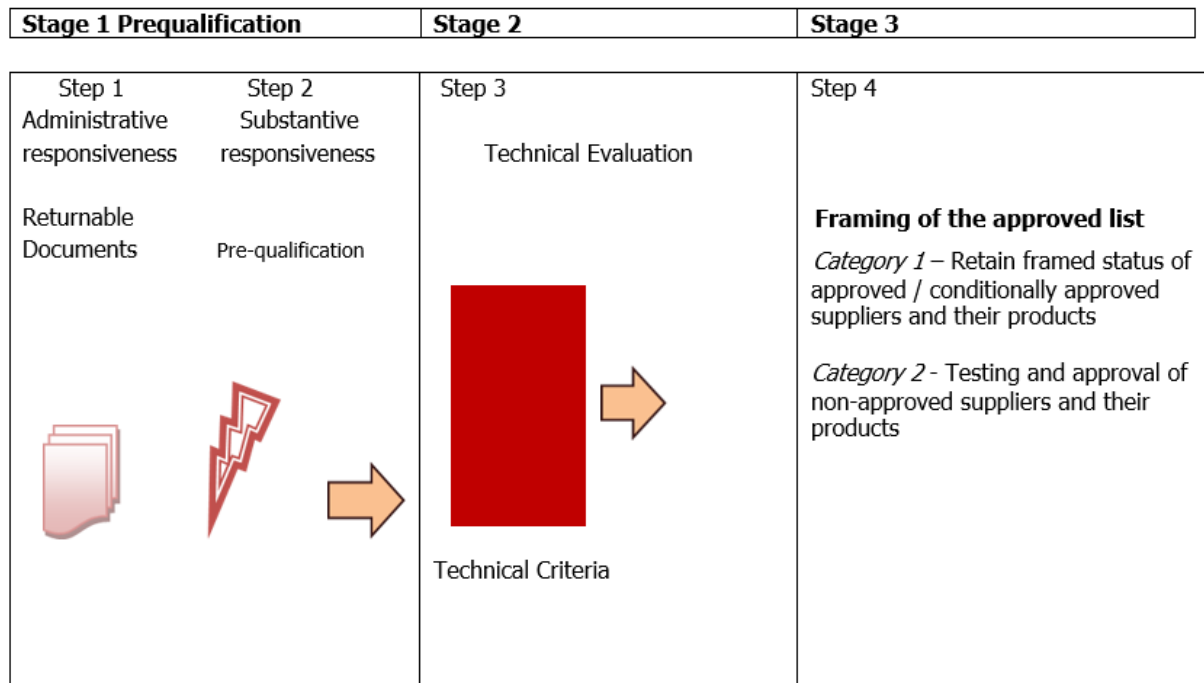 Stage 1 Prequalification
Stage 2
Stage 3
Step 1
Administrative
responsiveness
Returnable
Documents
Step 2
Substantive
responsiveness
Pre-qualification
Step 3
Technical Evaluation
Technical Criteria
Step 4
Framing of the approved list
Category 1 – Retain framed status of
approved / conditionally approved
suppliers and their products
Category 2 - Testing and approval of
non-approved suppliers and their
products